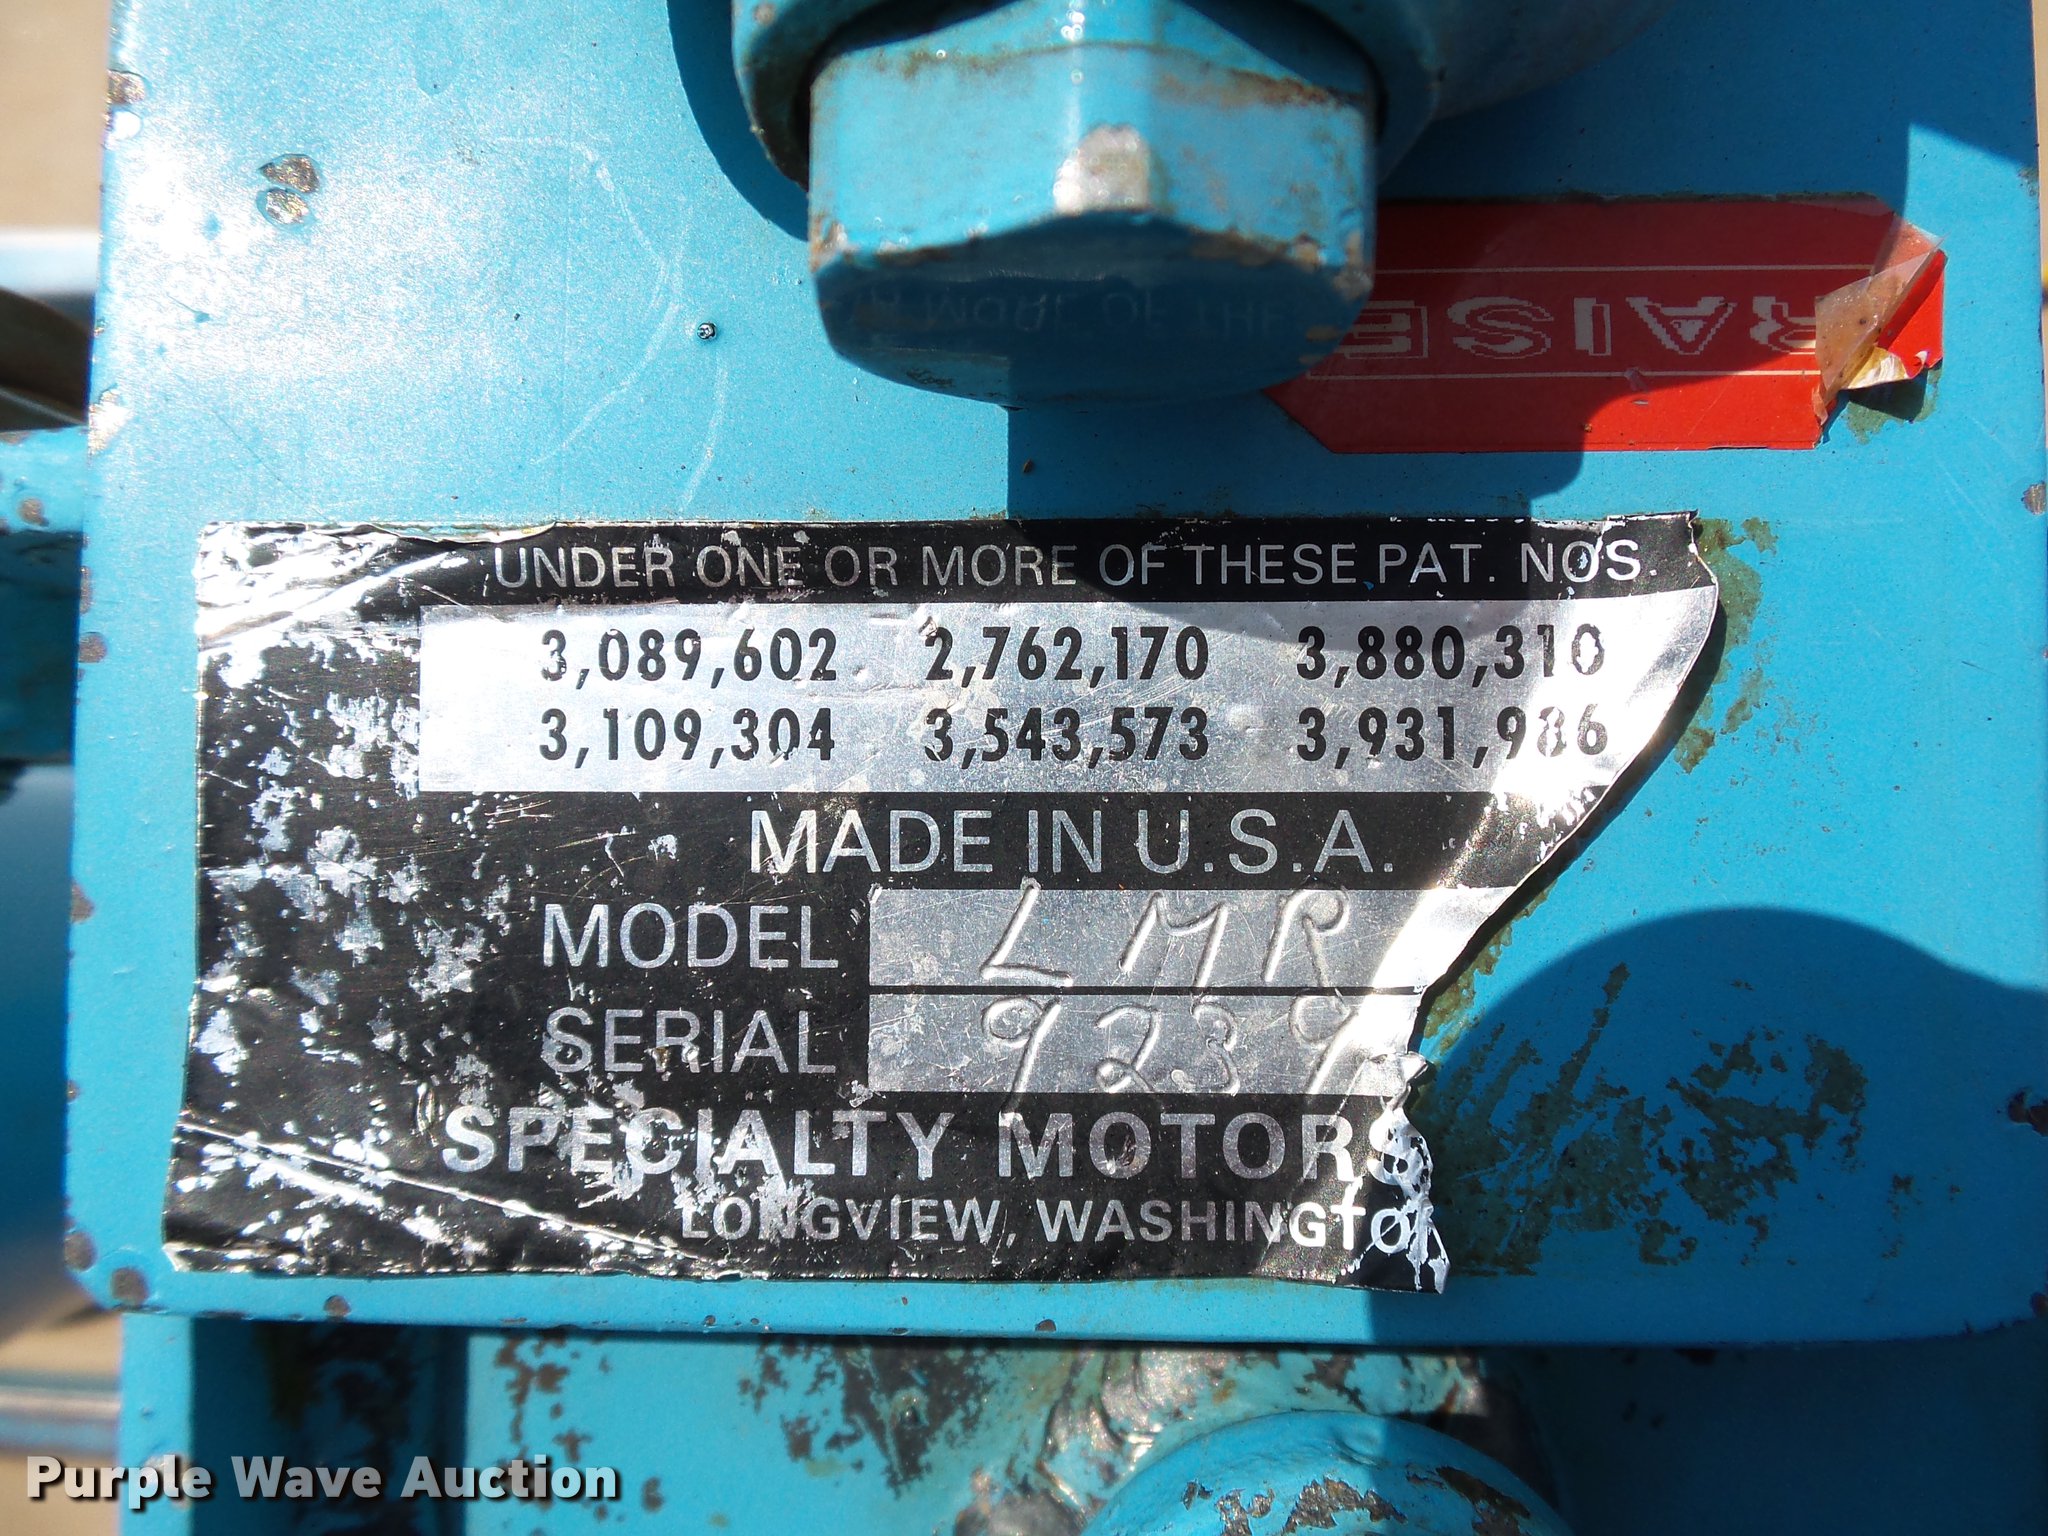 RAISE
UNDER ONE OR MORE OF THESE PAT. NOS.
3,089,602 2,762,170 3,880,310
3,109,304 3,543,573 3,931,986
MADE IN U.S.A.
MODEL LMR
SERIAL 9239
SPECIALTY MOTORS
LONGVIEW, WASHINGTON
Purple Wave Auction